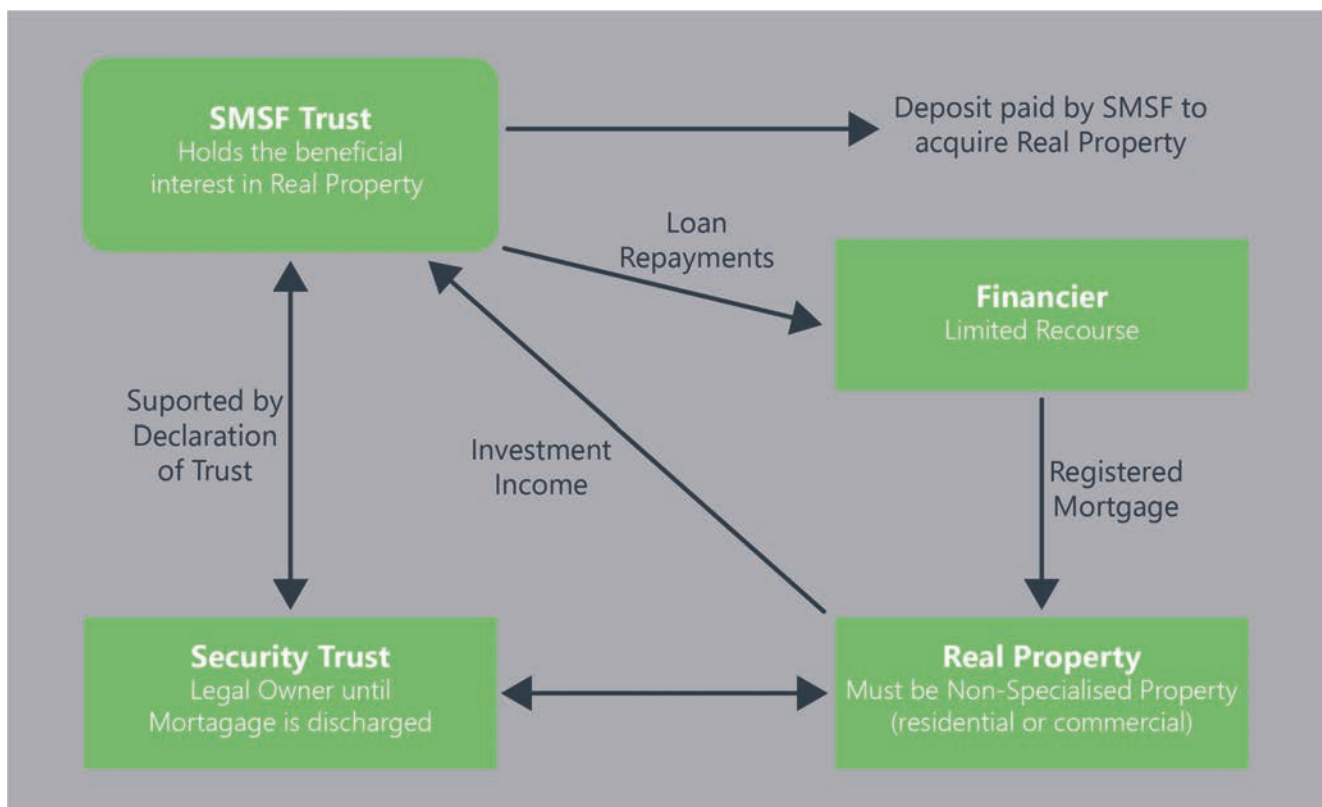 SMSF Trust
Holds the beneficial
interest in Real Property
Deposit paid by SMSF to
acquire Real Property
Loan
Repayments
Financier
Limited Recourse
Suported by
Declaration
of Trust
Investment
Income
Registered
Mortgage
Security Trust
Legal Owner until
Mortagage is discharged
Real Property
Must be Non-Specialised Property
(residential or commercial)